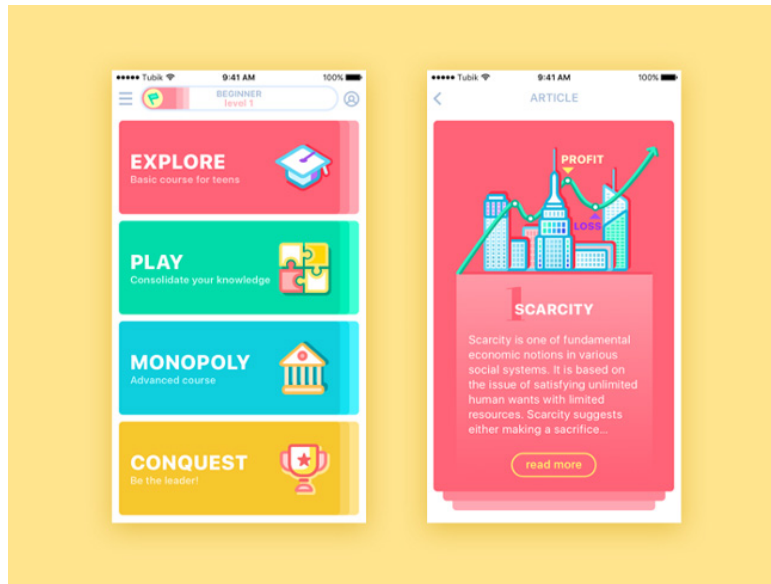 Tubik 9:41 AM 100%
BEGINNER
level 1
EXPLORE
Basic course for teens
PLAY
Consolidate your knowledge
MONOPOLY
Advanced course
CONQUEST
Be the leader!
Tubik 9:41 AM 100%
ARTICLE
PROFIT
LOSS
1
SCARCITY
Scarcity is one of fundamental
economic notions in various
social systems. It is based on
the issue of satisfying unlimited
human wants with limited
resources. Scarcity suggests
either making a sacrifice...
read more